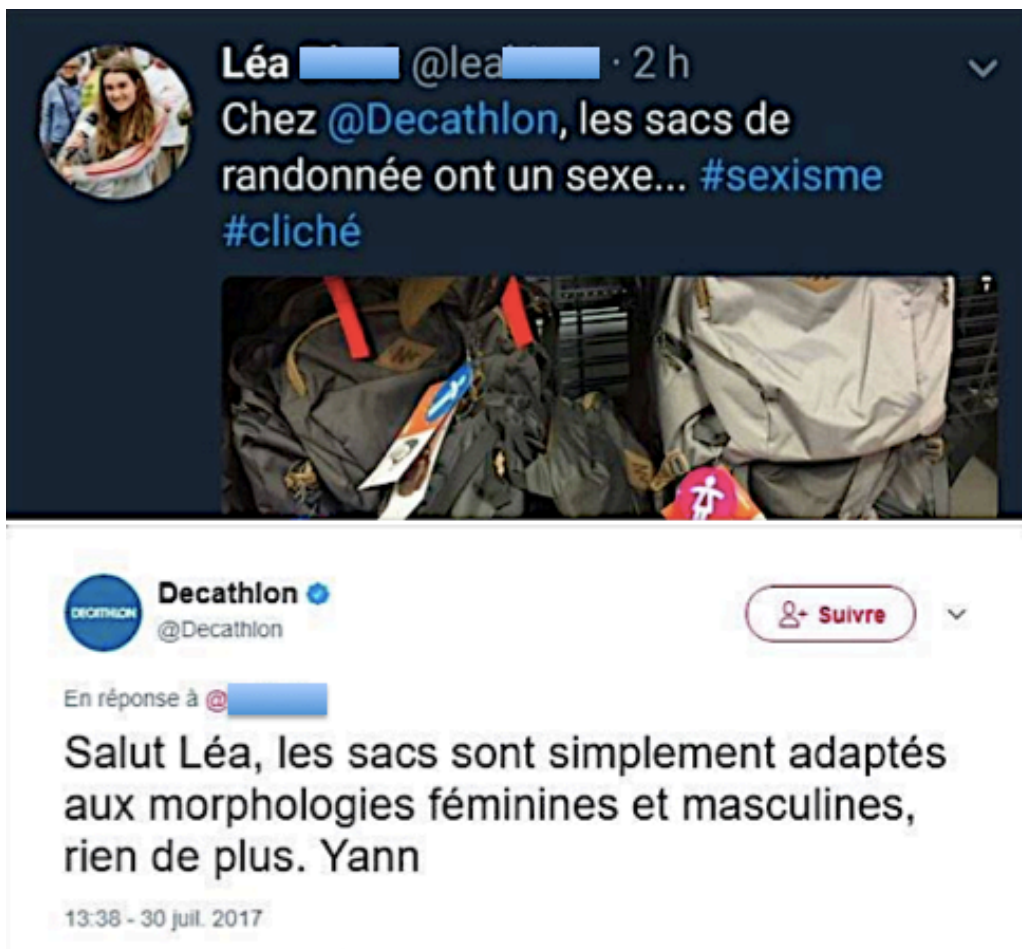 Léa @lea · 2 h
Chez @Decathlon, les sacs de
randonnée ont un sexe... #sexisme
#cliché
DECATHLON
Decathlon
@Decathlon
Suivre
En réponse à @
Salut Léa, les sacs sont simplement adaptés
aux morphologies féminines et masculines,
rien de plus. Yann
13:38 - 30 juil. 2017